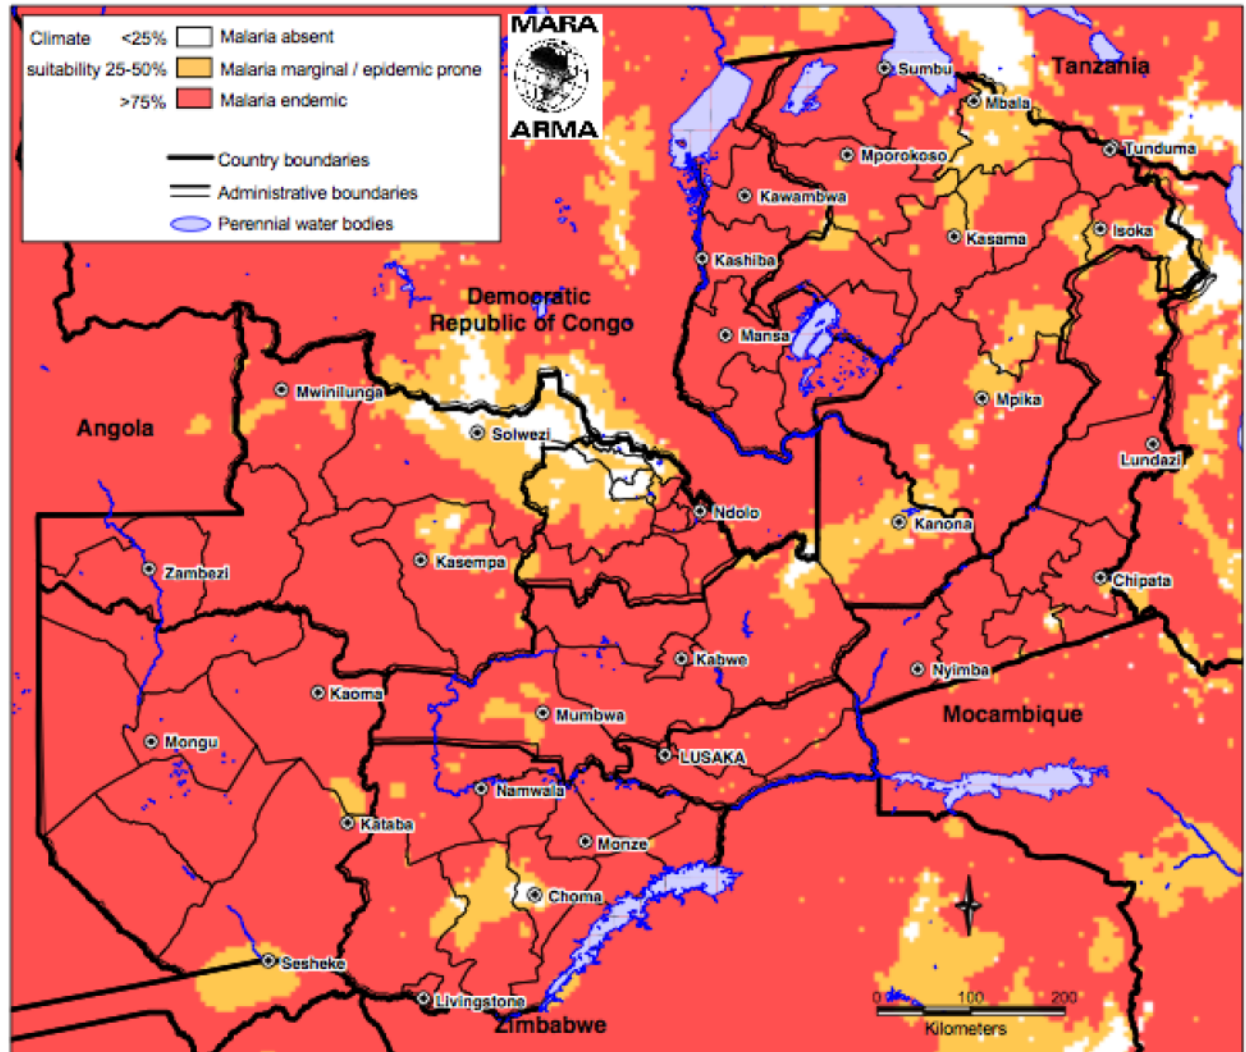 Climate <25% Malaria absent
suitability 25-50% Malaria marginal / epidemic prone
>75% Malaria endemic
Country boundaries
Administrative boundaries
Perennial water bodies
MARA
ARMA
Sumbu
Tanzania
Mbala
Tunduma
Mporokoso
Kawambwa
Isoka
Kasama
Kashiba
Democratic
Republic of Congo
Mansa
Mwinilunga
Mpika
Angola
Solwezi
Lundazi
Ndolo
Kanona
Kasempa
Zambezi
Chipata
Kabwe
Nyimba
Kaoma
Mumbwa
Mocambique
Mongu
LUSAKA
Namwala
Kataba
Monze
Choma
Sesheke
Livingstone
Zimbabwe
0 100 200
Kilometers